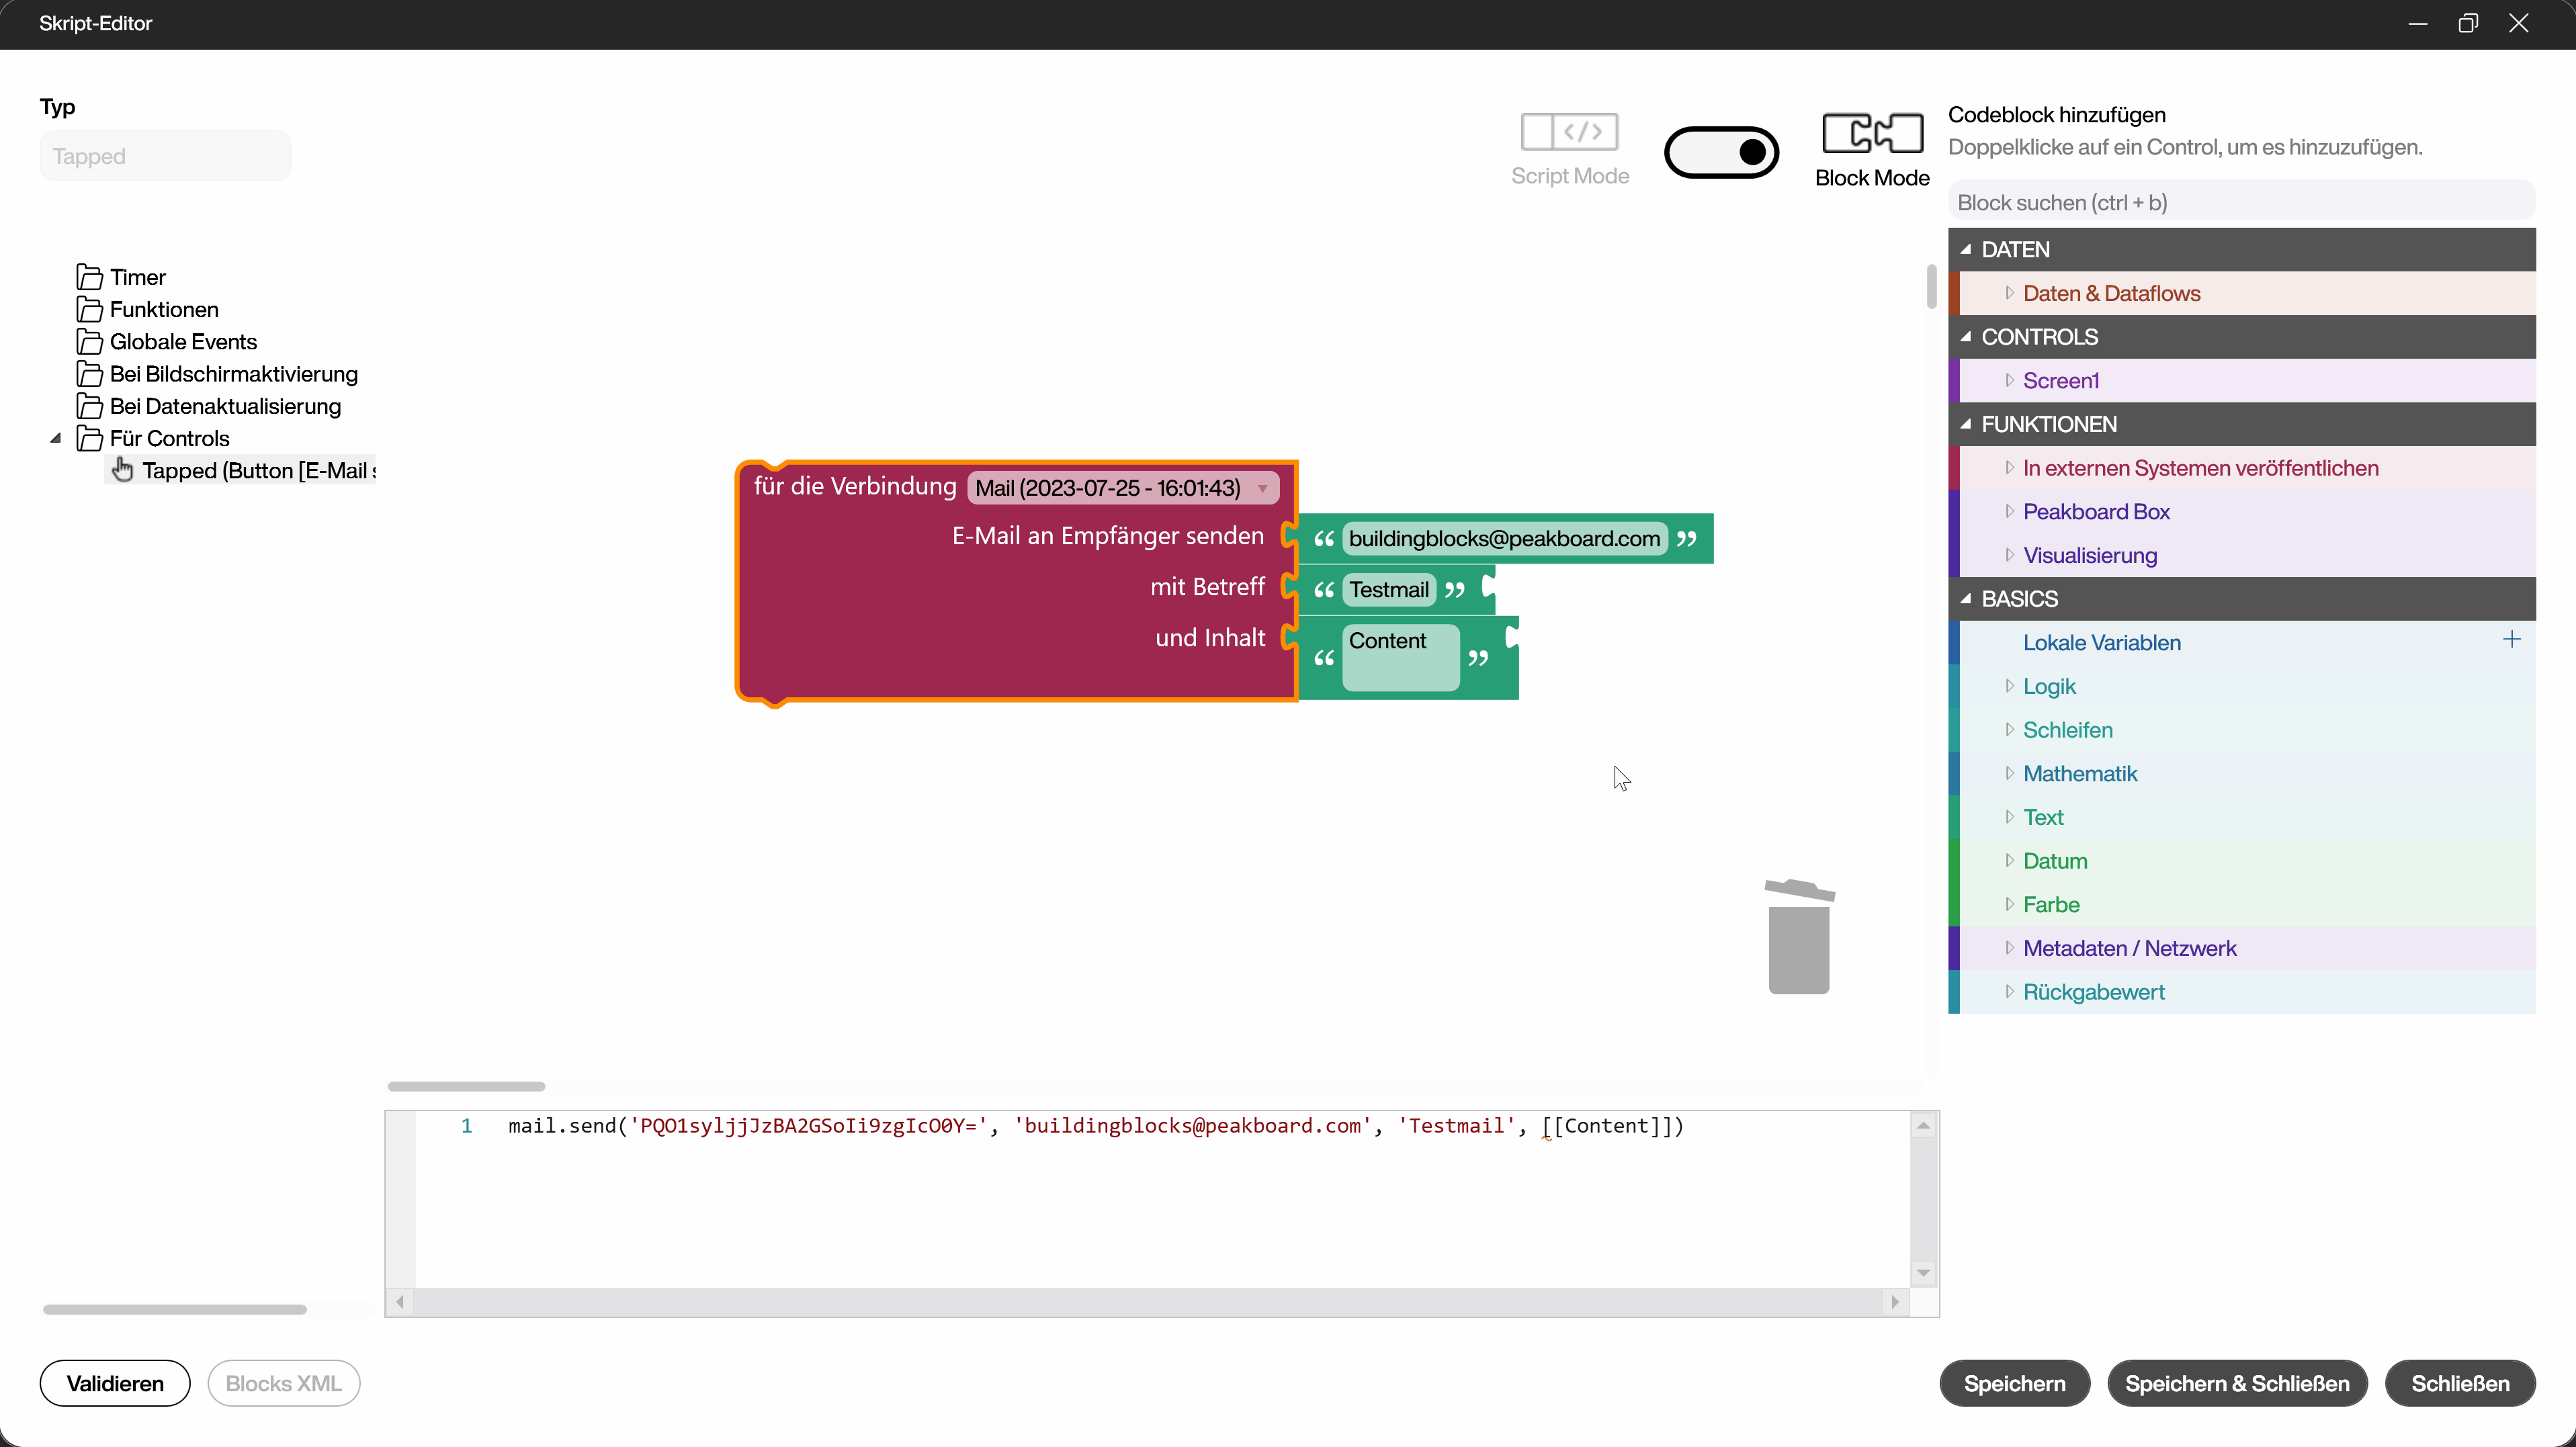 Skript-Editor
Typ
Tapped
Script Mode
Block Mode
Codeblock hinzufügen
Doppelklicke auf ein Control, um es hinzuzufügen.
Block suchen (ctrl + b)
Timer
Funktionen
Globale Events
Bei Bildschirmaktivierung
Bei Datenaktualisierung
Für Controls
Tapped (Button [E-Mail s
für die Verbindung Mail (2023-07-25 - 16:01:43)
E-Mail an Empfänger senden “ buildingblocks@peakboard.com ”
mit Betreff “ Testmail ”
und Inhalt “ Content ”
DATEN
Daten & Dataflows
CONTROLS
Screen1
FUNKTIONEN
In externen Systemen veröffentlichen
Peakboard Box
Visualisierung
BASICS
Lokale Variablen +
Logik
Schleifen
Mathematik
Text
Datum
Farbe
Metadaten / Netzwerk
Rückgabewert
1 mail.send('PQO1syljjJzBA2GSoIi9zgIcO0Y=', 'buildingblocks@peakboard.com', 'Testmail', [[Content]])
Validieren
Blocks XML
Speichern
Speichern & Schließen
Schließen